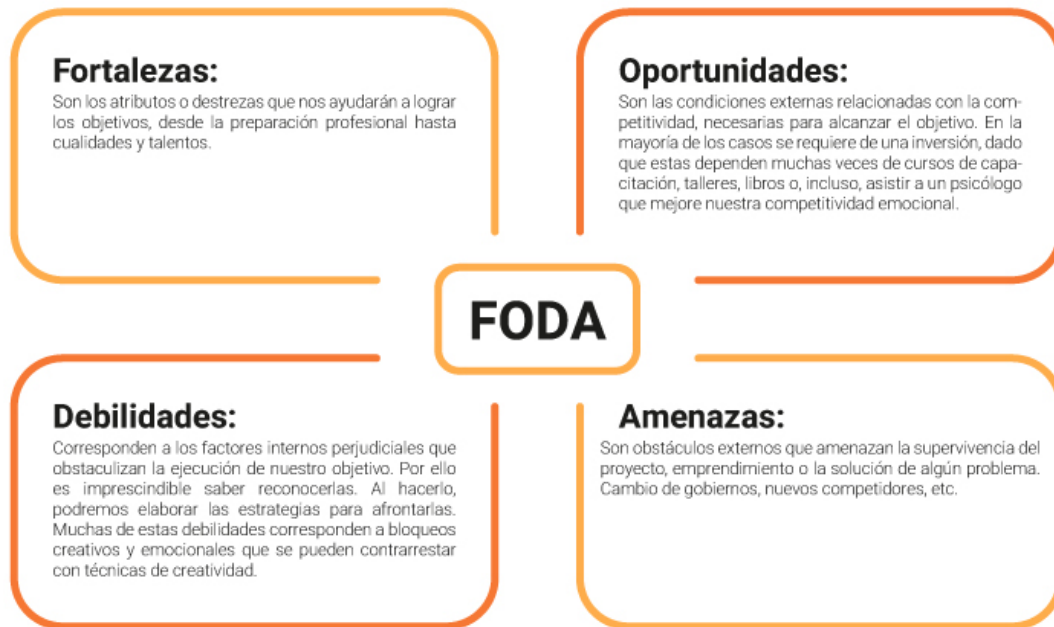 Fortalezas:
Son los atributos o destrezas que nos ayudarán a lograr
los objetivos, desde la preparación profesional hasta
cualidades y talentos.
Oportunidades:
Son las condiciones externas relacionadas con la com-
petitividad, necesarias para alcanzar el objetivo. En la
mayoría de los casos se requiere de una inversión, dado
que estas dependen muchas veces de cursos de capa-
citación, talleres, libros o, incluso, asistir a un psicólogo
que mejore nuestra competitividad emocional.
FODA
Debilidades:
Corresponden a los factores internos perjudiciales que
obstaculizan la ejecución de nuestro objetivo. Por ello
es imprescindible saber reconocerlas. Al hacerlo,
podremos elaborar las estrategias para afrontarlas.
Muchas de estas debilidades corresponden a bloqueos
creativos y emocionales que se pueden contrarrestar
con técnicas de creatividad.
Amenazas:
Son obstáculos externos que amenazan la supervivencia del
proyecto, emprendimiento o la solución de algún problema.
Cambio de gobiernos, nuevos competidores, etc.